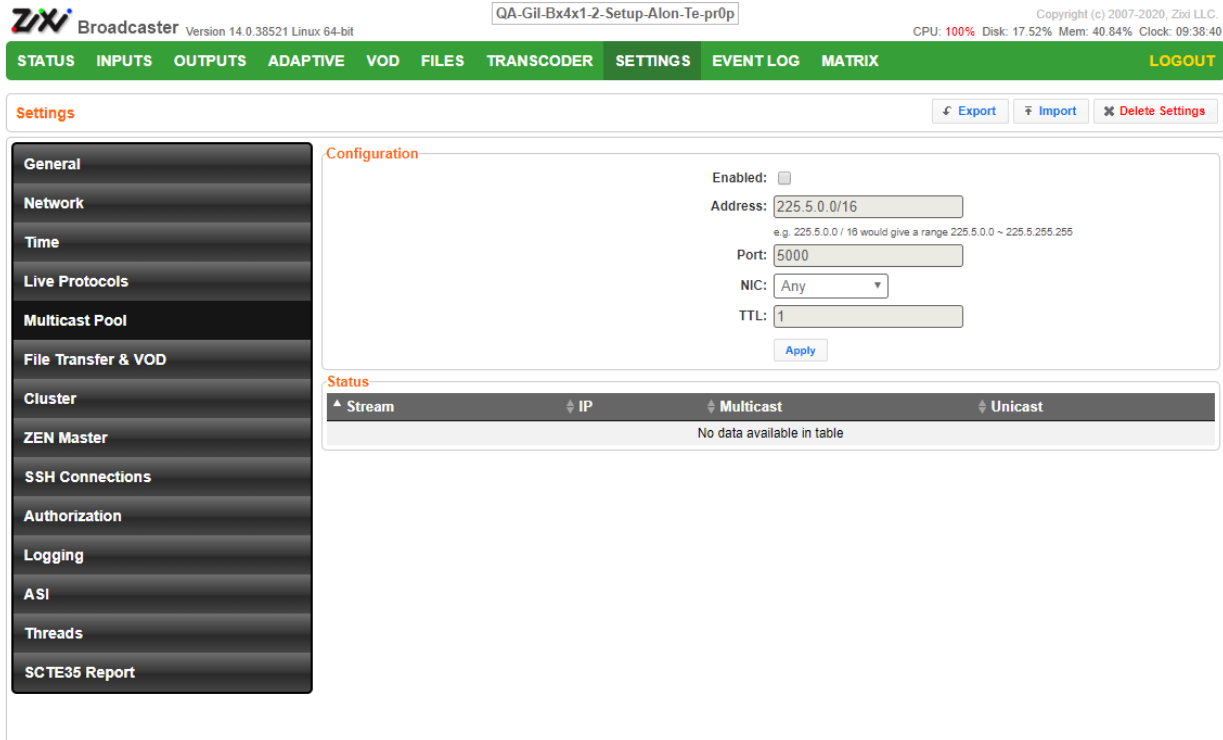 ZiXi Broadcaster Version 14.0.38521 Linux 64-bit
QA-Gil-Bx4x1-2-Setup-Alon-Te-pr0p
Copyright (c) 2007-2020, Zixi LLC.
CPU: 100% Disk: 17.52% Mem: 40.84% Clock: 09:38:40
STATUS INPUTS OUTPUTS ADAPTIVE VOD FILES TRANSCODER SETTINGS EVENT LOG MATRIX LOGOUT
Settings
Export Import Delete Settings
General
Network
Time
Live Protocols
Multicast Pool
File Transfer & VOD
Cluster
ZEN Master
SSH Connections
Authorization
Logging
ASI
Threads
SCTE35 Report
Configuration
Enabled:
Address: 225.5.0.0/16
e.g. 225.5.0.0 / 16 would give a range 225.5.0.0 ~ 225.5.255.255
Port: 5000
NIC: Any
TTL: 1
Apply
Status
Stream IP Multicast Unicast
No data available in table